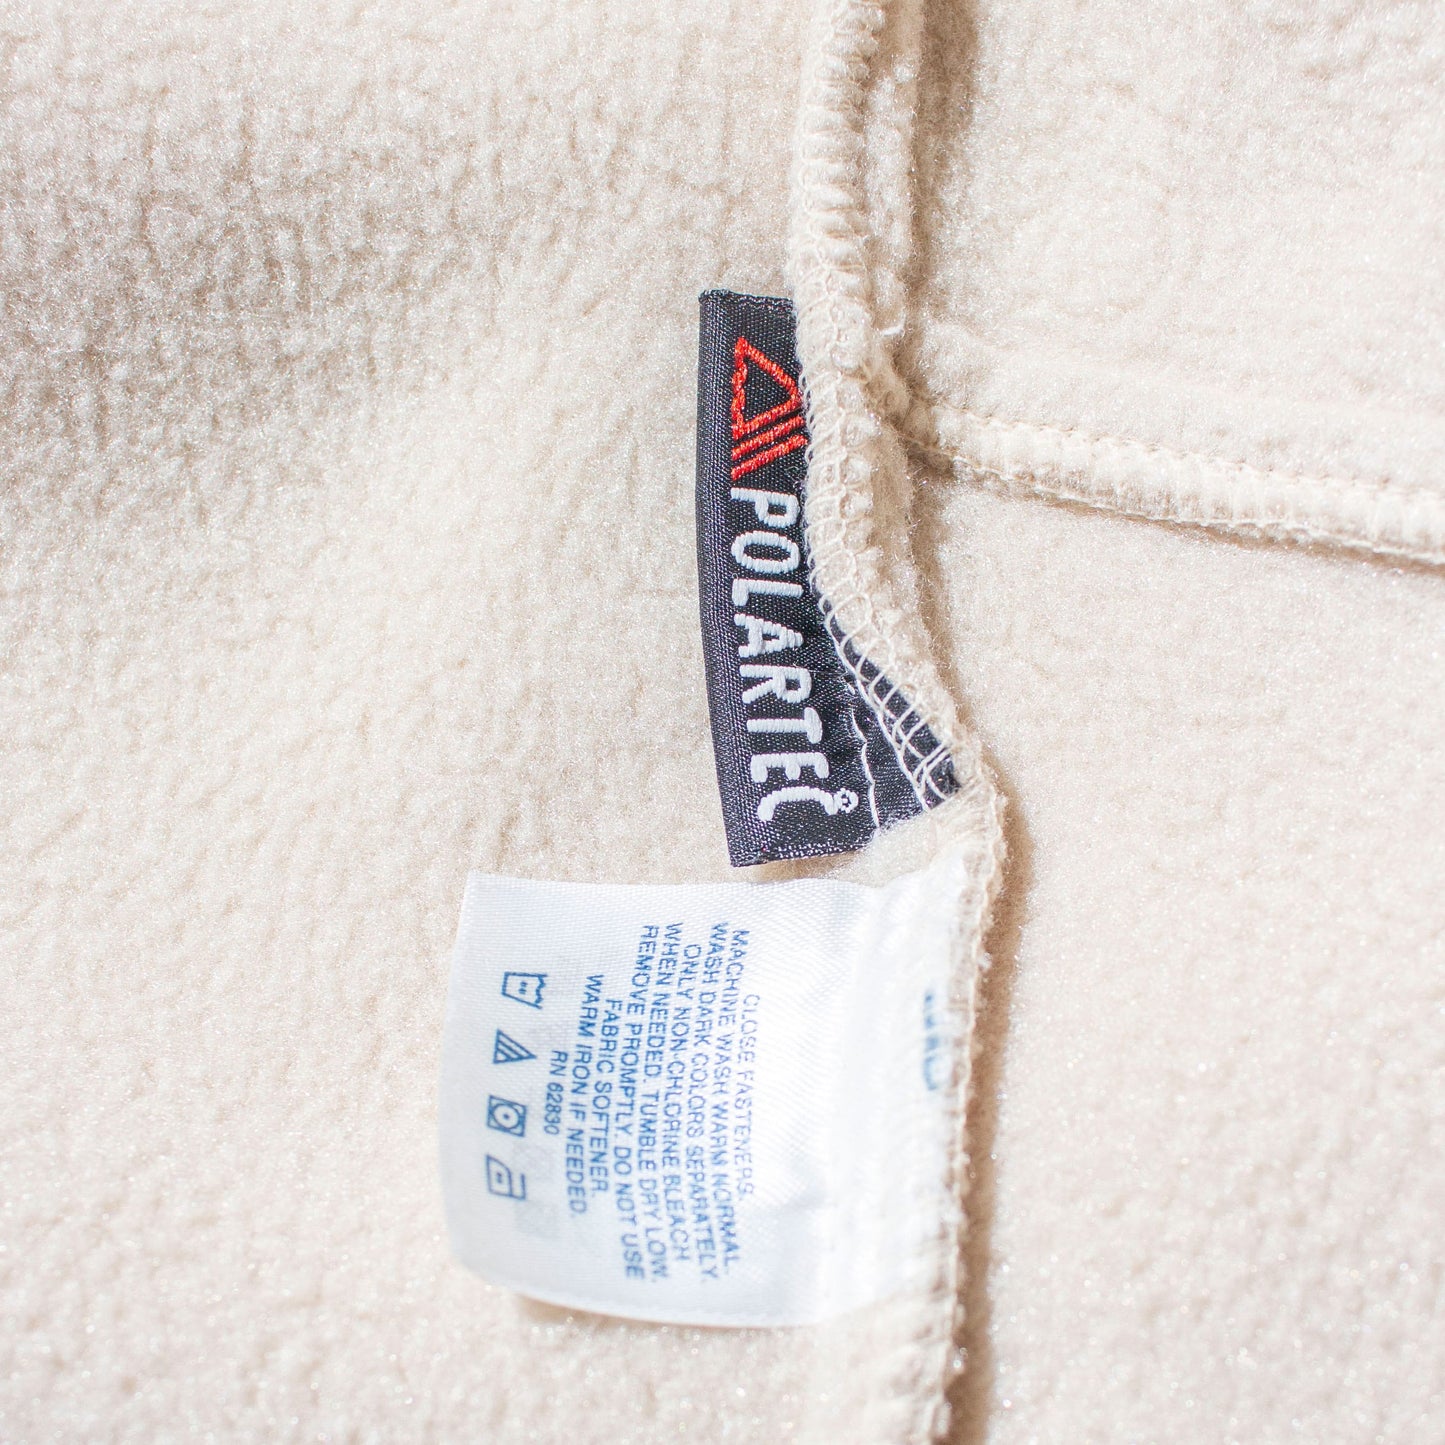 POLARTEC
CLOSE FASTENERS.
MACHINE WASH WARM NORMAL.
WASH DARK COLORS SEPARATELY.
ONLY NON-CHLORINE BLEACH
WHEN NEEDED. TUMBLE DRY LOW.
REMOVE PROMPTLY. DO NOT USE
FABRIC SOFTENER.
WARM IRON IF NEEDED.
RN 62830